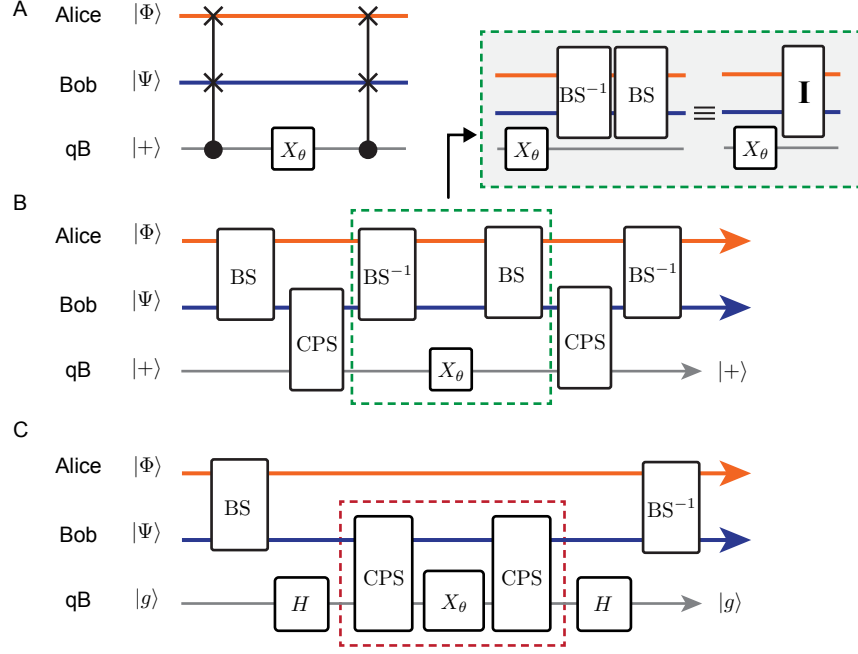 A
Alice |Φ⟩
Bob |Ψ⟩
qB |+⟩ X_θ
BS⁻¹ BS ≡ I
X_θ X_θ
B
Alice |Φ⟩ BS BS⁻¹ BS BS⁻¹
Bob |Ψ⟩ CPS CPS
qB |+⟩ X_θ |+⟩
C
Alice |Φ⟩ BS BS⁻¹
Bob |Ψ⟩ CPS CPS
qB |g⟩ H X_θ H |g⟩